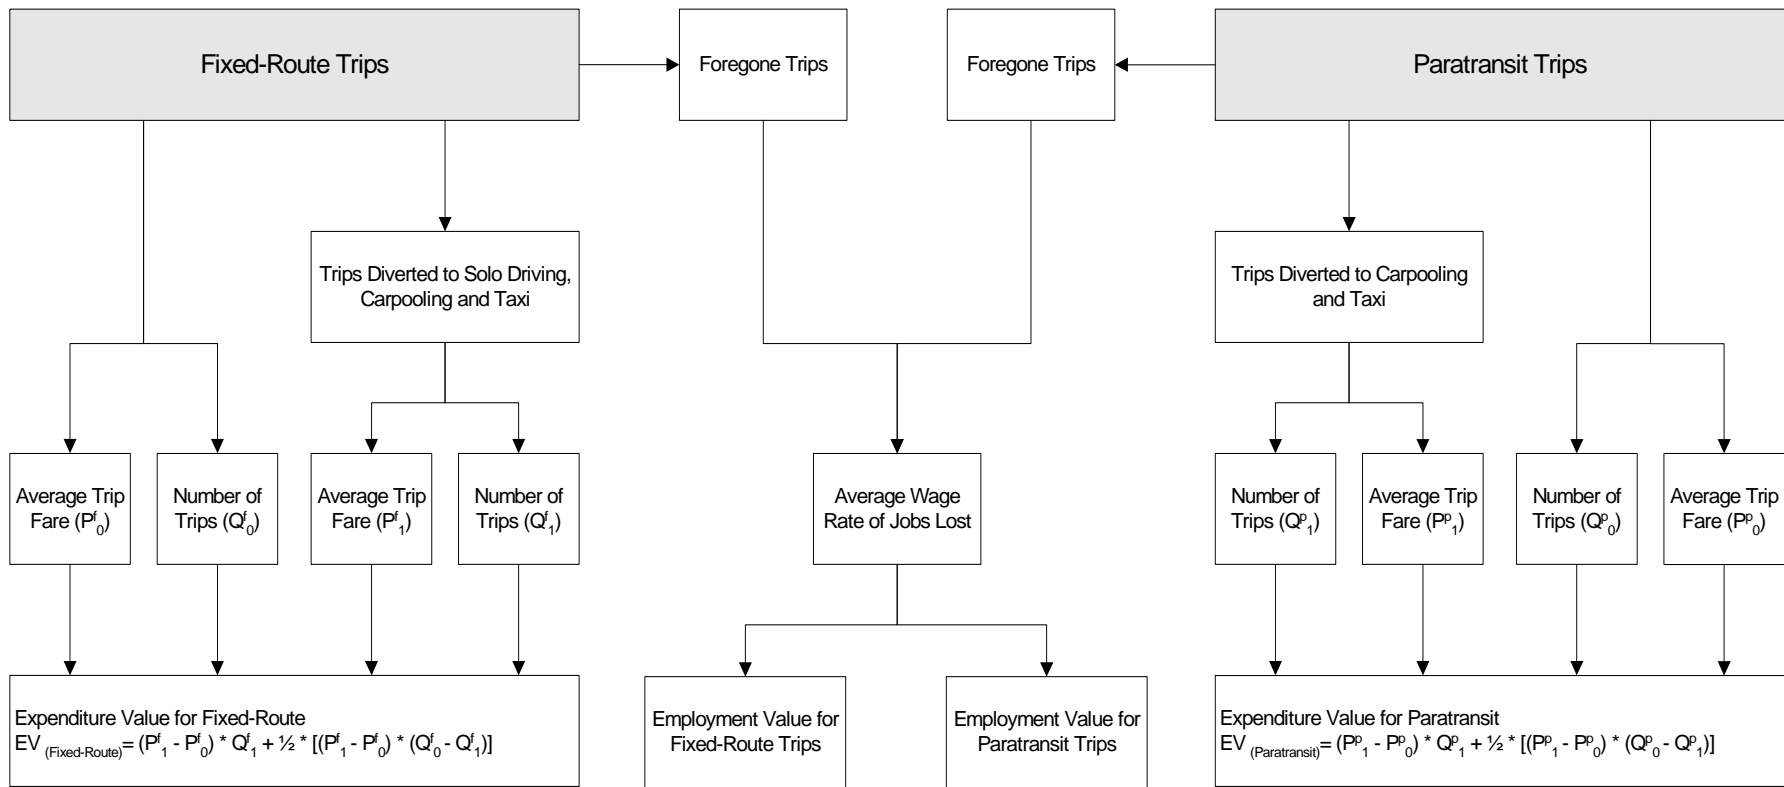 Fixed-Route Trips
Foregone Trips
Foregone Trips
Paratransit Trips
Trips Diverted to Solo Driving,
Carpooling and Taxi
Trips Diverted to Carpooling
and Taxi
Average Trip
Fare (Pᶠ₀)
Number of
Trips (Qᶠ₀)
Average Trip
Fare (Pᶠ₁)
Number of
Trips (Qᶠ₁)
Average Wage
Rate of Jobs Lost
Number of
Trips (Qᵖ₁)
Average Trip
Fare (Pᵖ₁)
Number of
Trips (Qᵖ₀)
Average Trip
Fare (Pᵖ₀)
Expenditure Value for Fixed-Route
EV (Fixed-Route)= (Pᶠ₁ - Pᶠ₀) * Qᶠ₁ + ½ * [(Pᶠ₁ - Pᶠ₀) * (Qᶠ₀ - Qᶠ₁)]
Employment Value for
Fixed-Route Trips
Employment Value for
Paratransit Trips
Expenditure Value for Paratransit
EV (Paratransit)= (Pᵖ₁ - Pᵖ₀) * Qᵖ₁ + ½ * [(Pᵖ₁ - Pᵖ₀) * (Qᵖ₀ - Qᵖ₁)]